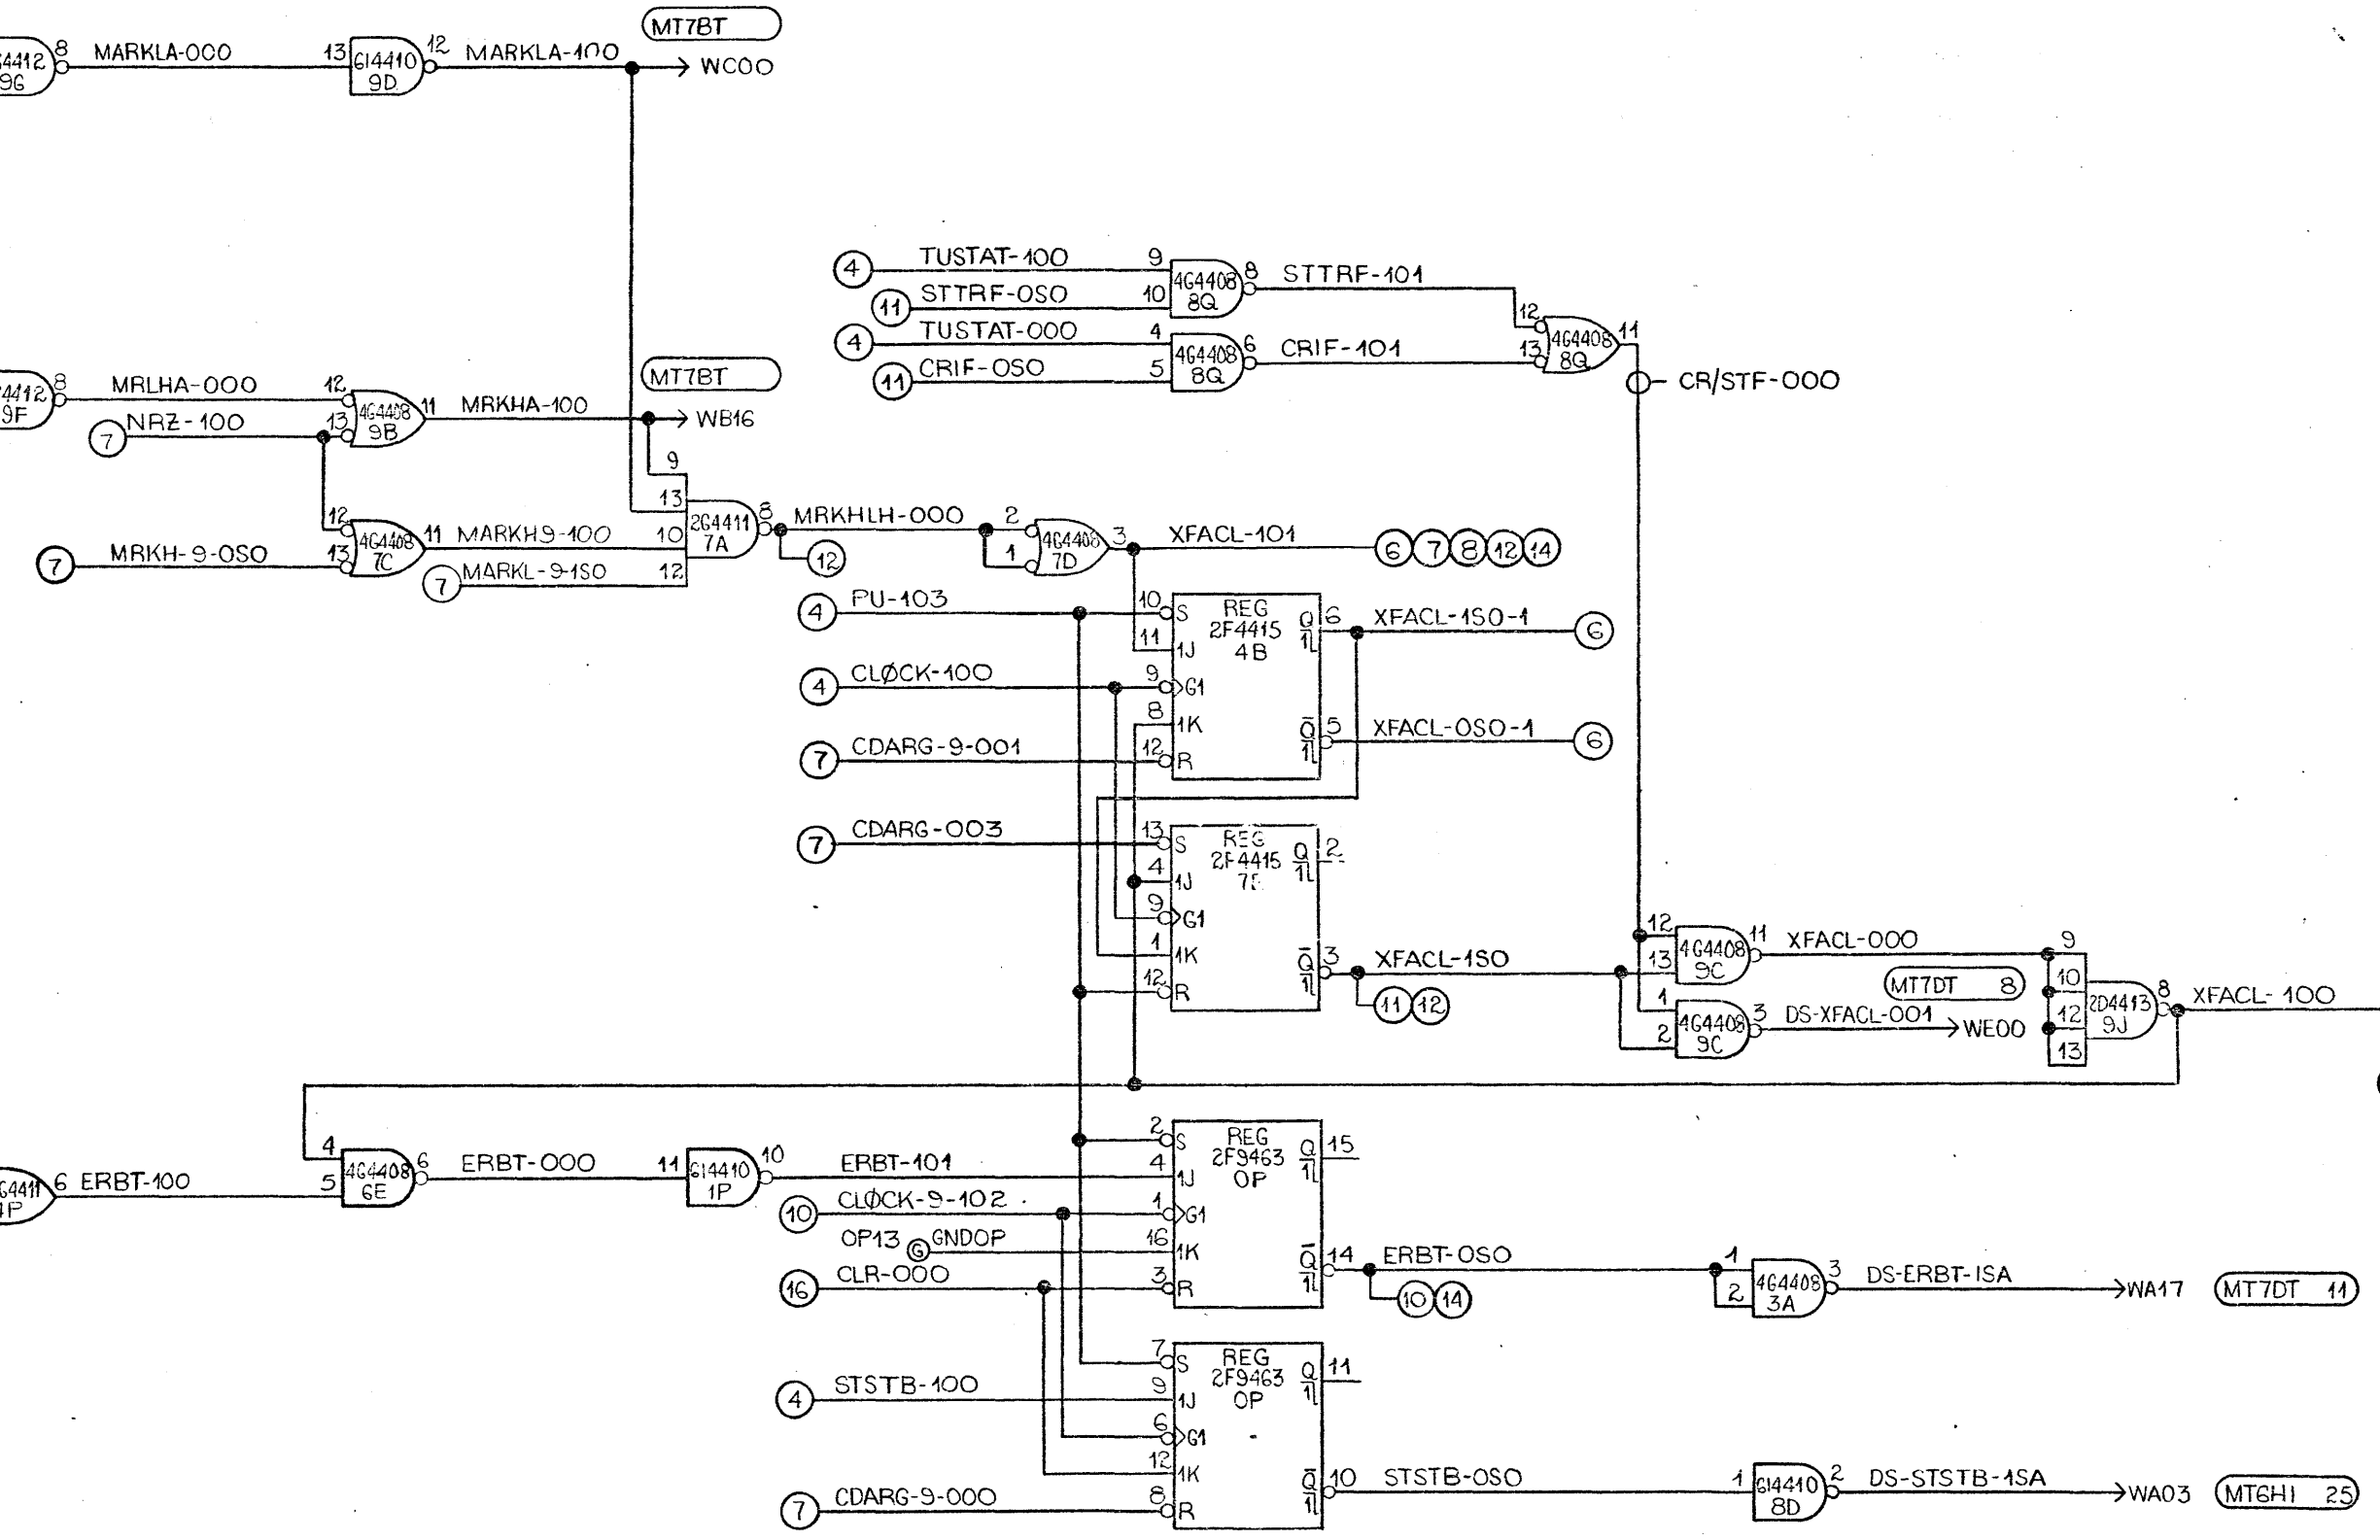 MT7BT
8 MARKLA-000 13 6I4410 9D 12 MARKLA-100 WC00
4412 9G
TUSTAT-100 9
4
4G4408 8Q 8 STTRF-101
11 STTRF-0S0 10
TUSTAT-000 4
4
12 4G4408 8Q 11
4G4408 8Q 6 CRIF-101 13
11 CRIF-0S0 5
MT7BT
CR/STF-000
4412 9F 8 MRLHA-000 12
4G4408 9B 11 MRKHA-100 WB16
7 NRZ-100 13
9
13
12
2G4411 7A 8 MRKHLH-000 2
4G4408 7C 11 MARKH9-100 10
4G4408 7D 3 XFACL-101 6 7 8 12 14
7 MRKH-9-0S0 13
1
12
7 MARKL-9-1S0 12
4 PU-103 10 S
REG 2F4415 4B
Q 1 6 XFACL-1S0-1 6
11 1J
4 CLØCK-100 9 G1
8 1K
Q 1 5 XFACL-0S0-1 6
7 CDARG-9-001 12 R
7 CDARG-003 13 S
REG 2F4415
Q 1 2
4 1J
9 G1
1 1K
Q 1 3 XFACL-1S0
12 R
11 12
12 4G4408 9C 11 XFACL-000 9
13
MT7DT 8
10
1 4G4408 9C 3 DS-XFACL-001 WE00
2
12 2D4413 9J 8 XFACL-100
13
4
6 ERBT-100 5
4G4408 6E 6 ERBT-000 11 6I4410 1P 10 ERBT-101 4 1J
2 S
REG 2F9463 0P
Q 1 15
10 CLØCK-9-102 1 G1
OP13 G GNDOP 16 1K
Q 1 14 ERBT-0S0 1
16 CLR-000 3 R
10 14
2 4G4408 3A 3 DS-ERBT-1SA WA17 MT7DT 11
7 S
REG 2F9463 0P
Q 1 11
4 STSTB-100 9 1J
6 G1
12 1K
Q 1 10 STSTB-0S0 1 6I4410 8D 2 DS-STSTB-1SA WA03 MT6HI 25
7 CDARG-9-000 8 R